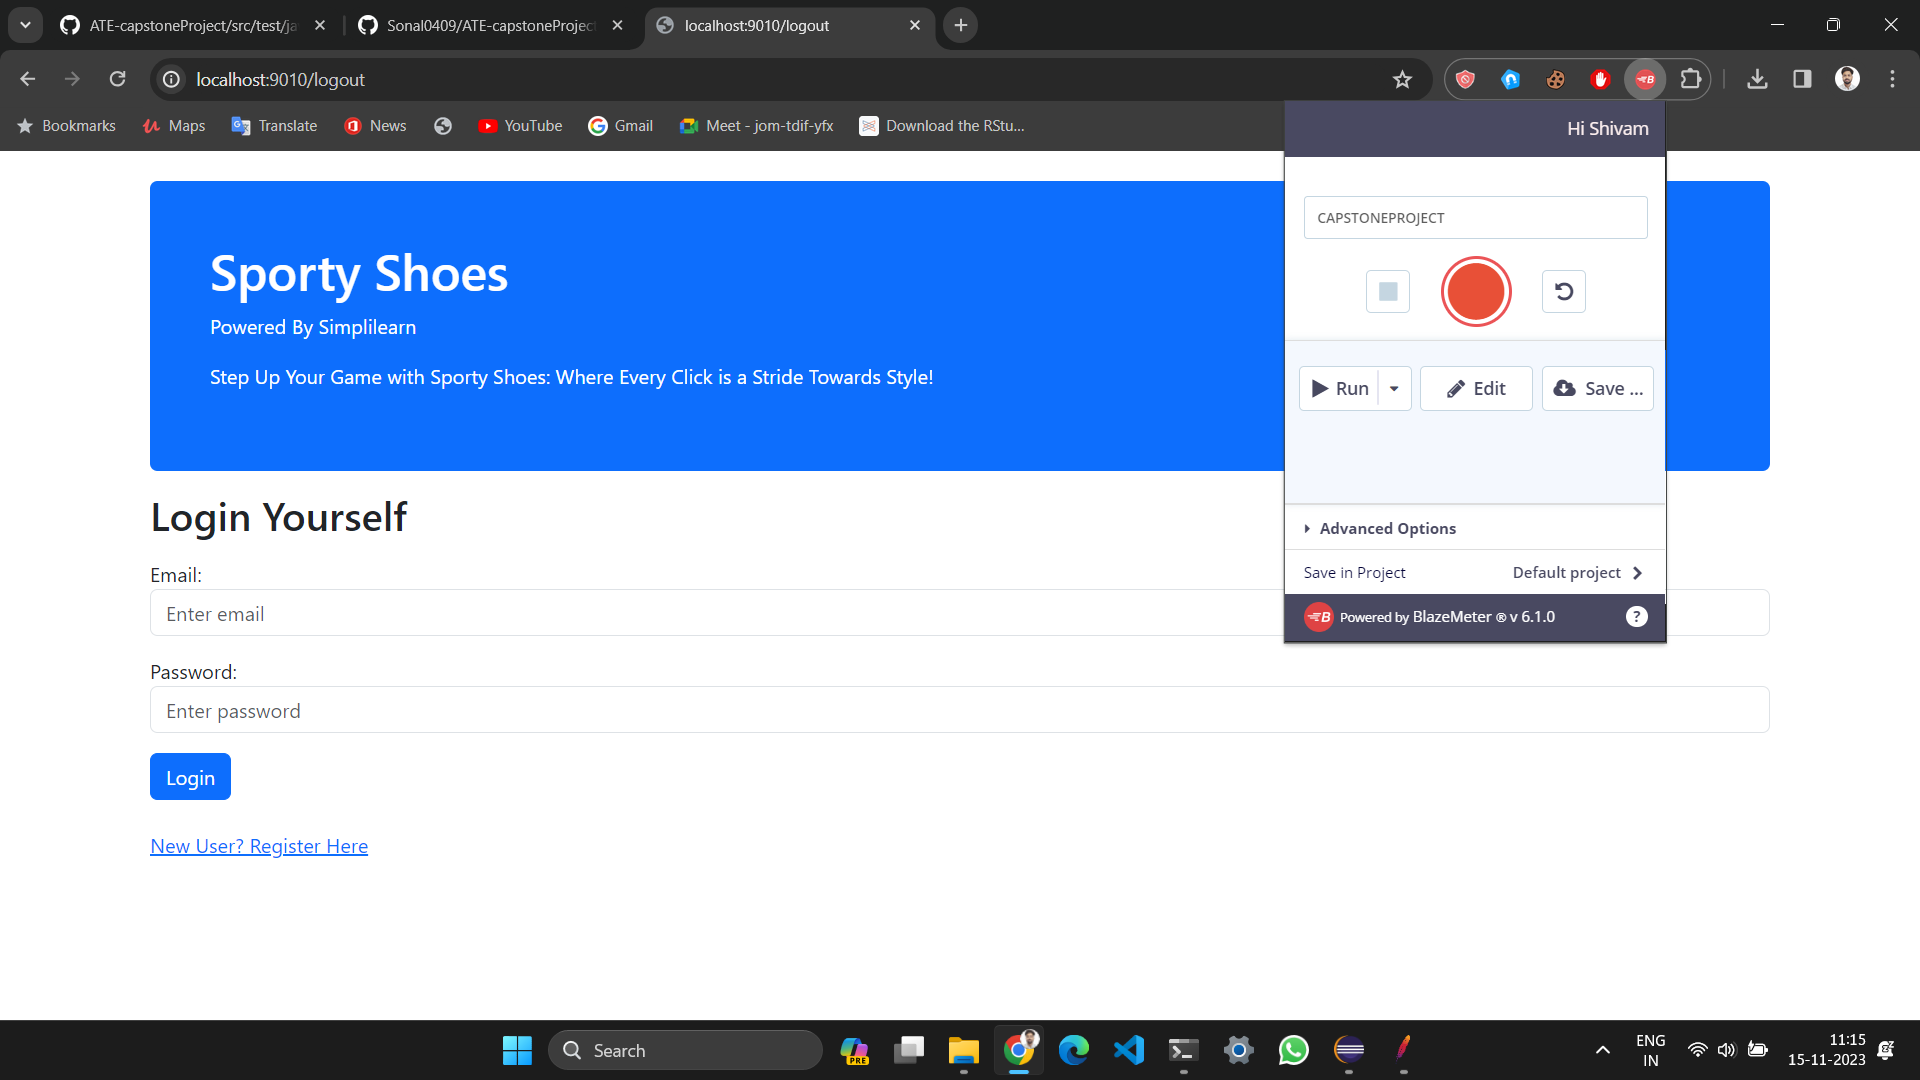 ATE-capstoneProject/src/test/ja
Sonal0409/ATE-capstoneProject
localhost:9010/logout
localhost:9010/logout
Bookmarks
Maps
Translate
News
YouTube
Gmail
Meet - jom-tdif-yfx
Download the RStu...
Hi Shivam
CAPSTONEPROJECT
Run
Edit
Save ...
Advanced Options
Save in Project
Default project
Powered by BlazeMeter ® v 6.1.0
?
Sporty Shoes
Powered By Simplilearn
Step Up Your Game with Sporty Shoes: Where Every Click is a Stride Towards Style!
Login Yourself
Email:
Enter email
Password:
Enter password
Login
New User? Register Here
Search
PRE
ENG
IN
11:15
15-11-2023